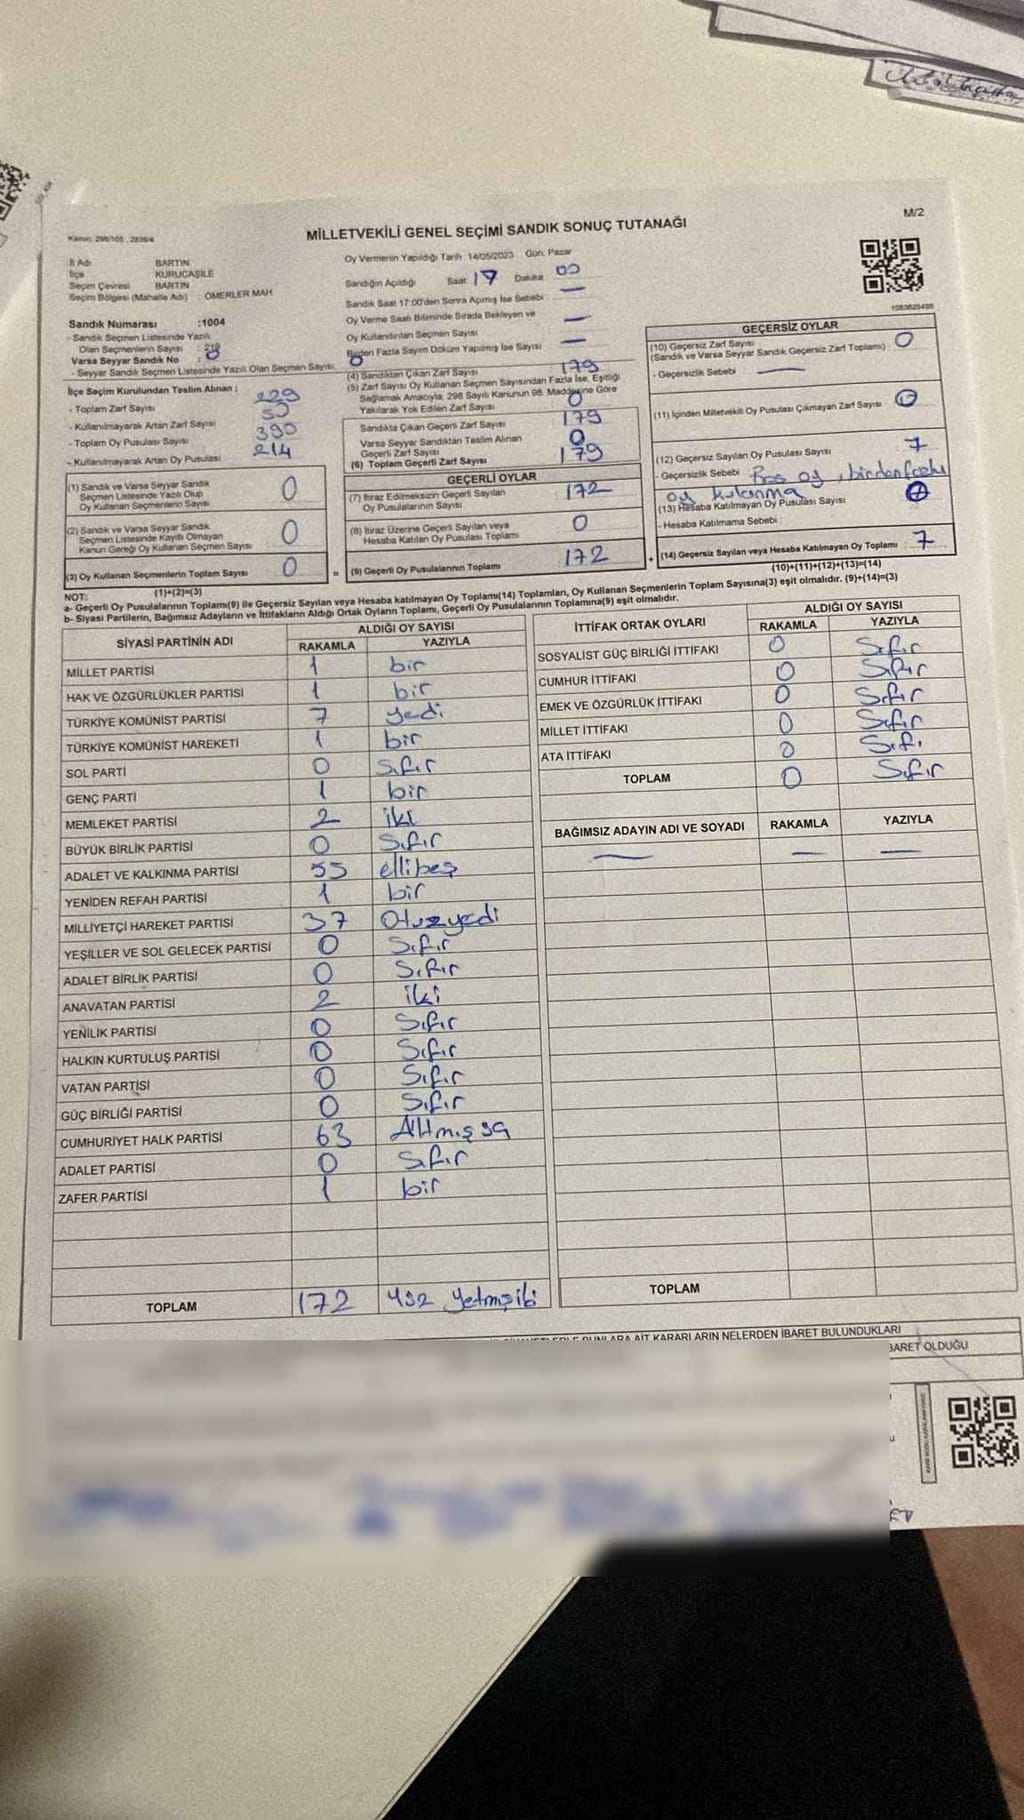 M/2
MİLLETVEKİLİ GENEL SEÇİMİ SANDIK SONUÇ TUTANAĞI
İl Adı BARTIN
İlçe KURUCAŞİLE
Seçim Çevresi BARTIN
Seçim Bölgesi (Mahalle Adı) ÖMERLER MAH
Sandık Numarası :1004
- Sandık Seçmen Listesinde Yazılı
Olan Seçmenlerin Sayısı :
Varsa Seyyar Sandık No : 0
- Seyyar Sandık Seçmen Listesinde Yazılı Olan Seçmen Sayısı: 0
Oy Vermenin Yapıldığı Tarih 14/05/2023 Gün: Pazar
Sandığın Açıldığı Saat 17 Dakika 00
Sandık Saat 17:00'den Sonra Açılmış İse Sebebi : —
Oy Verme Saati Bitiminde Sırada Bekleyen ve
Oy Kullandırılan Seçmen Sayısı —
Birden Fazla Sayım Döküm Yapılmış İse Sayısı —
İlçe Seçim Kurulundan Teslim Alınan :
- Toplam Zarf Sayısı 229
- Kullanılmayarak Artan Zarf Sayısı 50
- Toplam Oy Pusulası Sayısı 390
- Kullanılmayarak Artan Oy Pusulası 214
(1) Sandık ve Varsa Seyyar Sandık
Seçmen Listesinde Yazılı Olup
Oy Kullanan Seçmenlerin Sayısı 0
(2) Sandık ve Varsa Seyyar Sandık
Seçmen Listesinde Kayıtlı Olmayan
Kanun Gereği Oy Kullanan Seçmen Sayısı 0
(3) Oy Kullanan Seçmenlerin Toplam Sayısı 0
(1)+(2)=(3)
(4) Sandıktan Çıkan Zarf Sayısı 179
(5) Zarf Sayısı Oy Kullanan Seçmen Sayısından Fazla İse, Eşitliği
Sağlamak Amacıyla; 298 Sayılı Kanunun 98. Maddesine Göre
Yakılarak Yok Edilen Zarf Sayısı 0
Sandıkta Çıkan Geçerli Zarf Sayısı 179
Varsa Seyyar Sandıktan Teslim Alınan
Geçerli Zarf Sayısı 0
(6) Toplam Geçerli Zarf Sayısı 179
GEÇERLİ OYLAR
(7) İtiraz Edilmeksizin Geçerli Sayılan
Oy Pusulalarının Sayısı 172
(8) İtiraz Üzerine Geçerli Sayılan veya
Hesaba Katılan Oy Pusulası Toplamı 0
= (9) Geçerli Oy Pusulalarının Toplamı 172 +
GEÇERSİZ OYLAR
(10) Geçersiz Zarf Sayısı
(Sandık ve Varsa Seyyar Sandık Geçersiz Zarf Toplamı) : 0
- Geçersizlik Sebebi : —
(11) İçinden Milletvekili Oy Pusulası Çıkmayan Zarf Sayısı
(12) Geçersiz Sayılan Oy Pusulası Sayısı : 7
- Geçersizlik Sebebi Boş oy , birden fazla
oy kulanma
(13) Hesaba Katılmayan Oy Pusulası Sayısı :
- Hesaba Katılmama Sebebi :
(14) Geçersiz Sayılan veya Hesaba Katılmayan Oy Toplamı : 7
(10)+(11)+(12)+(13)=(14)
NOT:
a- Geçerli Oy Pusulalarının Toplamı(9) ile Geçersiz Sayılan veya Hesaba katılmayan Oy Toplamı(14) Toplamları, Oy Kullanan Seçmenlerin Toplam Sayısına(3) eşit olmalıdır. (9)+(14)=(3)
b- Siyasi Partilerin, Bağımsız Adayların ve İttifakların Aldığı Ortak Oyların Toplamı, Geçerli Oy Pusulalarının Toplamına(9) eşit olmalıdır.
SİYASİ PARTİNİN ADI ALDIĞI OY SAYISI
RAKAMLA YAZIYLA
MİLLET PARTİSİ 1 bir
HAK VE ÖZGÜRLÜKLER PARTİSİ 1 bir
TÜRKİYE KOMÜNİST PARTİSİ 7 yedi
TÜRKİYE KOMÜNİST HAREKETİ 1 bir
SOL PARTİ 0 Sıfır
GENÇ PARTİ 1 bir
MEMLEKET PARTİSİ 2 iki
BÜYÜK BİRLİK PARTİSİ 0 Sıfır
ADALET VE KALKINMA PARTİSİ 55 ellibeş
YENİDEN REFAH PARTİSİ 1 bir
MİLLİYETÇİ HAREKET PARTİSİ 37 Otuzyedi
YEŞİLLER VE SOL GELECEK PARTİSİ 0 Sıfır
ADALET BİRLİK PARTİSİ 0 Sıfır
ANAVATAN PARTİSİ 2 iki
YENİLİK PARTİSİ 0 Sıfır
HALKIN KURTULUŞ PARTİSİ 0 Sıfır
VATAN PARTİSİ 0 Sıfır
GÜÇ BİRLİĞİ PARTİSİ 0 Sıfır
CUMHURİYET HALK PARTİSİ 63
ADALET PARTİSİ 0 Sıfır
ZAFER PARTİSİ 1 bir
TOPLAM 172
İTTİFAK ORTAK OYLARI ALDIĞI OY SAYISI
RAKAMLA YAZIYLA
SOSYALİST GÜÇ BİRLİĞİ İTTİFAKI 0 Sıfır
CUMHUR İTTİFAKI 0 Sıfır
EMEK VE ÖZGÜRLÜK İTTİFAKI 0 Sıfır
MİLLET İTTİFAKI 0 Sıfır
ATA İTTİFAKI 0 Sıfı
TOPLAM 0 Sıfır
BAĞIMSIZ ADAYIN ADI VE SOYADI RAKAMLA YAZIYLA
— — —
TOPLAM
BUNLARA AİT KARARLARIN NELERDEN İBARET BULUNDUKLARI
BARET OLDUĞU